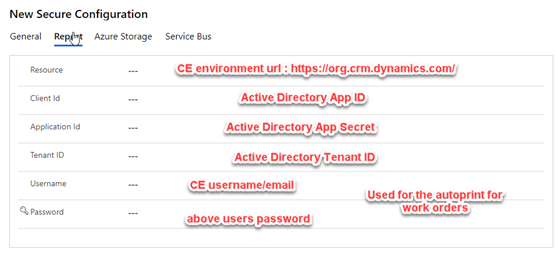 New Secure Configuration
General Report Azure Storage Service Bus
Resource --- CE environment url : https://org.crm.dynamics.com/
Client Id --- Active Directory App ID
Application Id --- Active Directory App Secret
Tenant ID --- Active Directory Tenant ID
Username --- CE username/email
Password --- above users password
Used for the autoprint for
work orders